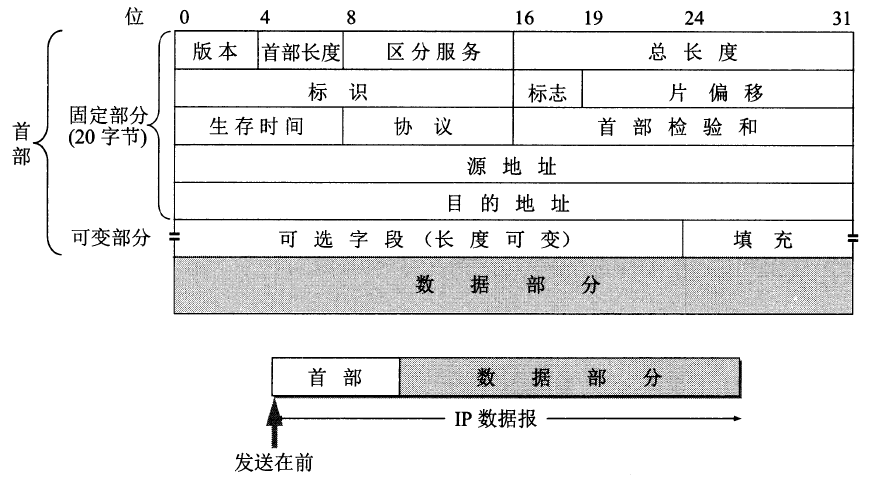 位 0 4 8 16 19 24 31
版本 首部长度 区分服务 总长度
标识 标志 片偏移
首部
固定部分
(20字节)
生存时间 协议 首部检验和
源地址
目的地址
可变部分 可选字段(长度可变) 填充
数据部分
首部 数据部分
IP 数据报
发送在前